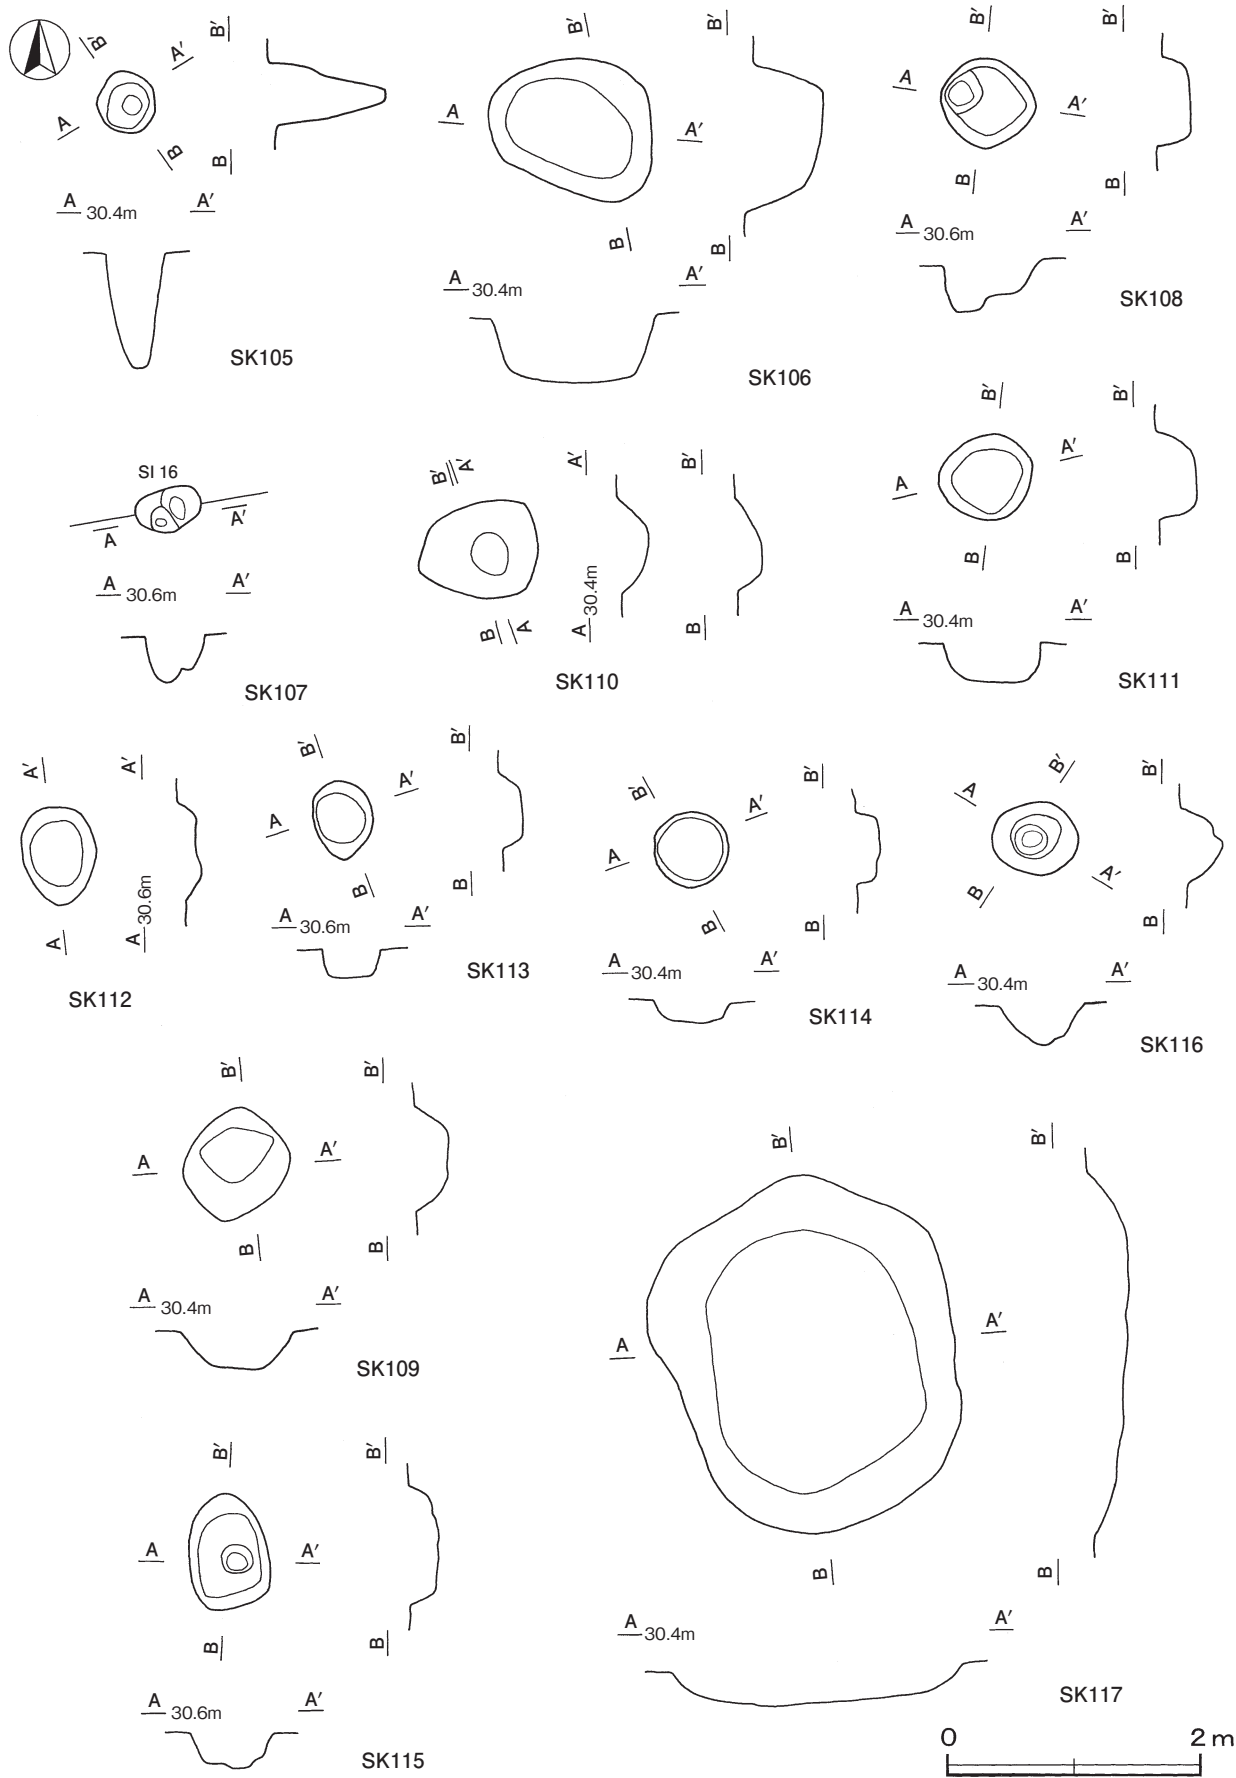 B′
A′
A
B
B′
B
A 30.4m A′
SK105
B′
A
A′
B
B′
B
A 30.4m A′
SK106
B′
A
A′
B
B′
B
A 30.6m A′
SK108
SI 16
A
A′
A 30.6m A′
SK107
B′ A′
B A
A′
A 30.4m
B′
B
SK110
B′
A
A′
B
B′
B
A 30.4m A′
SK111
A′
A
A′
A 30.6m
SK112
B′
A
A′
B
B′
B
A 30.6m A′
SK113
B′
A
A′
B
B′
B
A 30.4m A′
SK114
A
B′
B
A′
B′
B
A 30.4m A′
SK116
B′
A
A′
B
B′
B
A 30.4m A′
SK109
B′
A
A′
B
B′
B
A 30.6m A′
SK115
B′
A
A′
B
B′
B
A 30.4m A′
SK117
0 2 m